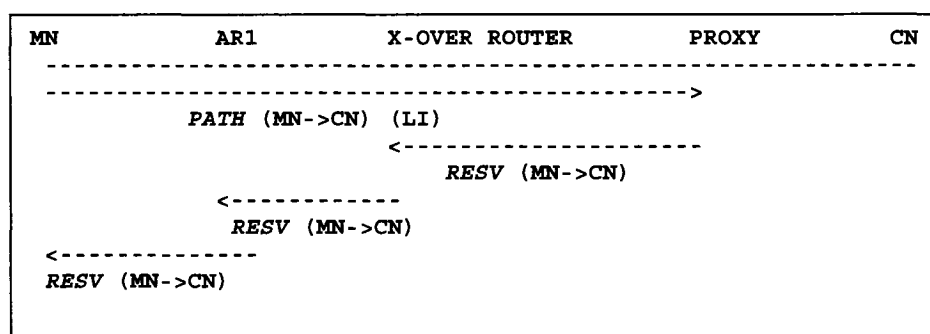 MN AR1 X-OVER ROUTER PROXY CN
---------------------------------------------------------------
----------------------------------------------->
PATH (MN->CN) (LI)
<----------------------
RESV (MN->CN)
<------------
RESV (MN->CN)
<---------------
RESV (MN->CN)